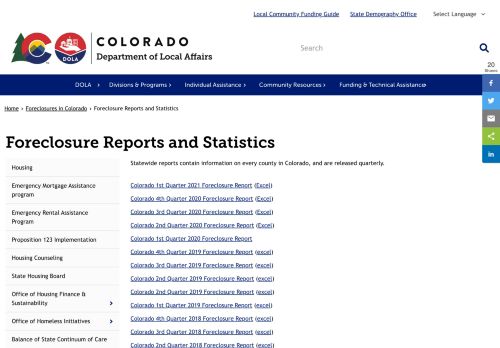 Local Community Funding Guide State Demography Office Select Language
COLORADO
Department of Local Affairs
DOLA
Search
DOLA Divisions & Programs Individual Assistance Community Resources Funding & Technical Assistance
20
Shares
Home › Foreclosures in Colorado › Foreclosure Reports and Statistics
Foreclosure Reports and Statistics
Housing
Emergency Mortgage Assistance
program
Emergency Rental Assistance
Program
Proposition 123 Implementation
Housing Counseling
State Housing Board
Office of Housing Finance &
Sustainability
Office of Homeless Initiatives
Balance of State Continuum of Care
Statewide reports contain information on every county in Colorado, and are released quarterly.
Colorado 1st Quarter 2021 Foreclosure Report (Excel)
Colorado 4th Quarter 2020 Foreclosure Report (Excel)
Colorado 3rd Quarter 2020 Foreclosure Report (Excel)
Colorado 2nd Quarter 2020 Foreclosure Report (Excel)
Colorado 1st Quarter 2020 Foreclosure Report
Colorado 4th Quarter 2019 Foreclosure Report (excel)
Colorado 3rd Quarter 2019 Foreclosure Report (excel)
Colorado 2nd Quarter 2019 Foreclosure Report (excel)
Colorado 2nd Quarter 2019 Foreclosure Report (excel)
Colorado 1st Quarter 2019 Foreclosure Report (excel)
Colorado 4th Quarter 2018 Foreclosure Report (excel)
Colorado 3rd Quarter 2018 Foreclosure Report (excel)
Colorado 2nd Quarter 2018 Foreclosure Report (excel)